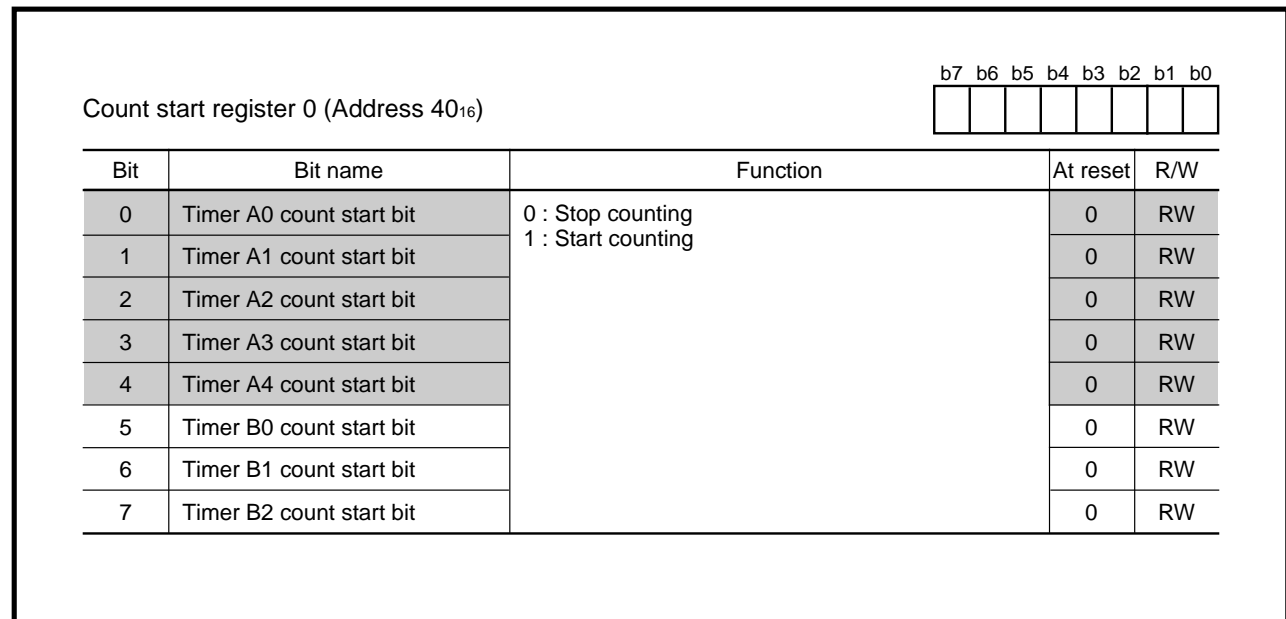 b7 b6 b5 b4 b3 b2 b1 b0
Count start register 0 (Address 40₁₆)
Bit Bit name Function At reset R/W
0 Timer A0 count start bit 0 : Stop counting 0 RW
1 : Start counting
1 Timer A1 count start bit 0 RW
2 Timer A2 count start bit 0 RW
3 Timer A3 count start bit 0 RW
4 Timer A4 count start bit 0 RW
5 Timer B0 count start bit 0 RW
6 Timer B1 count start bit 0 RW
7 Timer B2 count start bit 0 RW